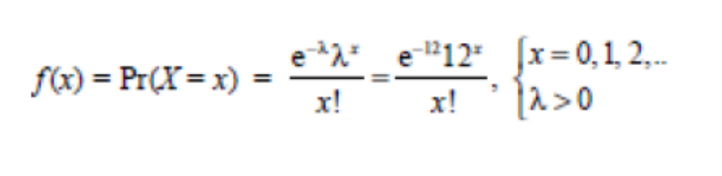 f(x) = Pr(X = x) = e^{-λ}λ^x / x! = e^{-12}12^x / x!, { x = 0, 1, 2,..
λ > 0